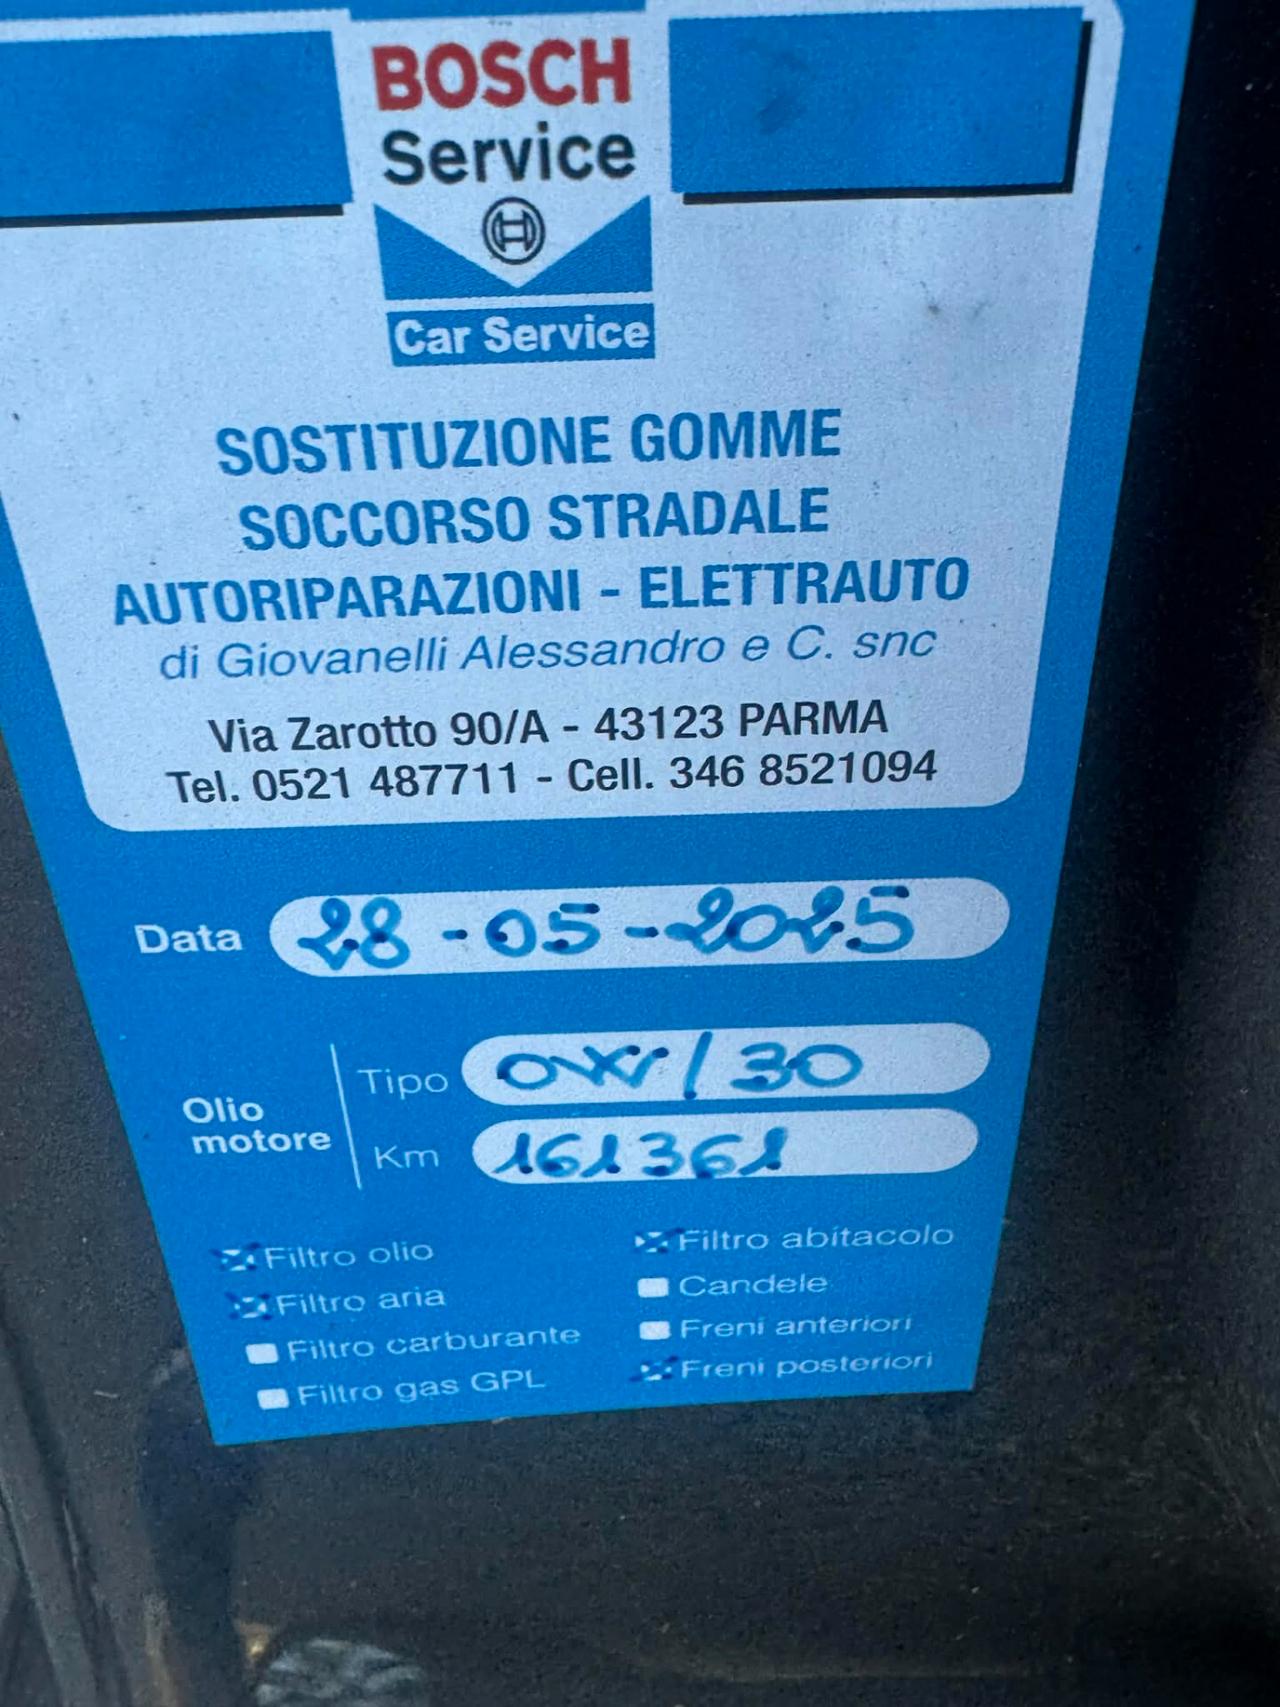 BOSCH
Service
Car Service
SOSTITUZIONE GOMME
SOCCORSO STRADALE
AUTORIPARAZIONI - ELETTRAUTO
di Giovanelli Alessandro e C. snc
Via Zarotto 90/A - 43123 PARMA
Tel. 0521 487711 - Cell. 346 8521094
Data 28-05-2025
Olio motore
Tipo 0W/30
Km 161361
Filtro olio
Filtro aria
Filtro carburante
Filtro gas GPL
Filtro abitacolo
Candele
Freni anteriori
Freni posteriori